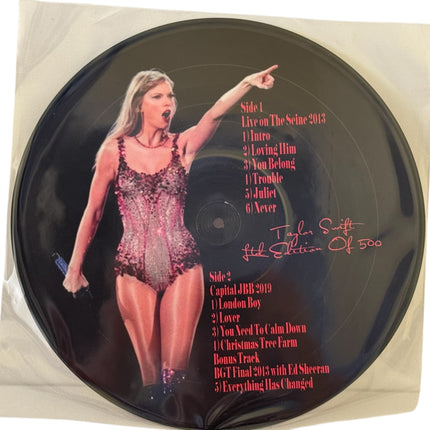 Side 1
Live on The Seine 2013
1) Intro
2) Loving Him
3) You Belong
1) Trouble
5) Juliet
6) Never
Taylor Swift
Ltd Edition Of 500
Side 2
Capital JBB 2019
1) London Boy
2) Lover
3) You Need To Calm Down
1) Christmas Tree Farm
Bonus Track
BGT Final 2013 with Ed Sheeran
5) Everything Has Changed